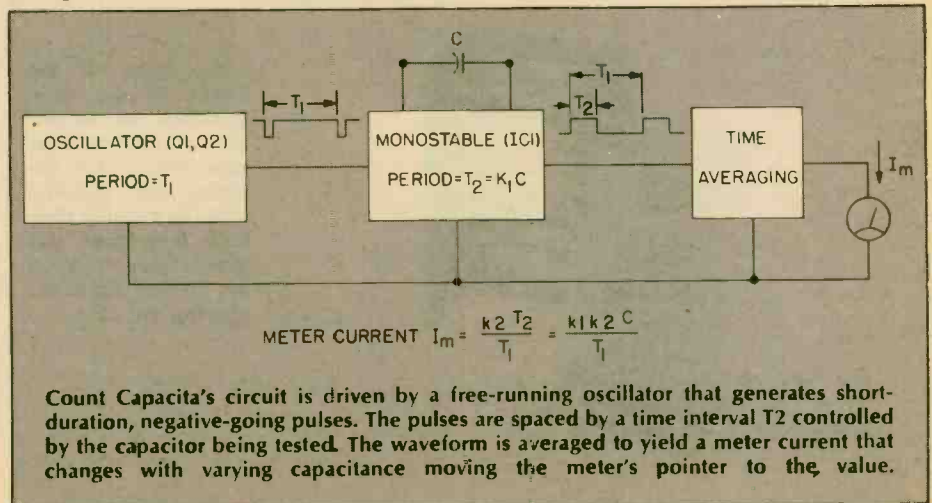 C
T₁
T₁
T₂
OSCILLATOR (Q1,Q2)
PERIOD=T₁
MONOSTABLE (IC1)
PERIOD=T₂=K₁C
TIME
AVERAGING
Iₘ
METER CURRENT Iₘ= k2 T₂ / T₁ = k1k2 C / T₁
Count Capacita's circuit is driven by a free-running oscillator that generates short-
duration, negative-going pulses. The pulses are spaced by a time interval T2 controlled
by the capacitor being tested. The waveform is averaged to yield a meter current that
changes with varying capacitance moving the meter's pointer to the value.